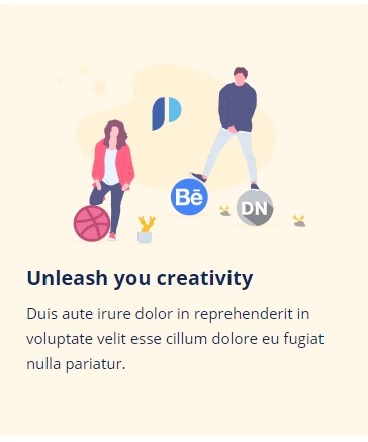 Bē
DN
Unleash you creativity
Duis aute irure dolor in reprehenderit in
voluptate velit esse cillum dolore eu fugiat
nulla pariatur.